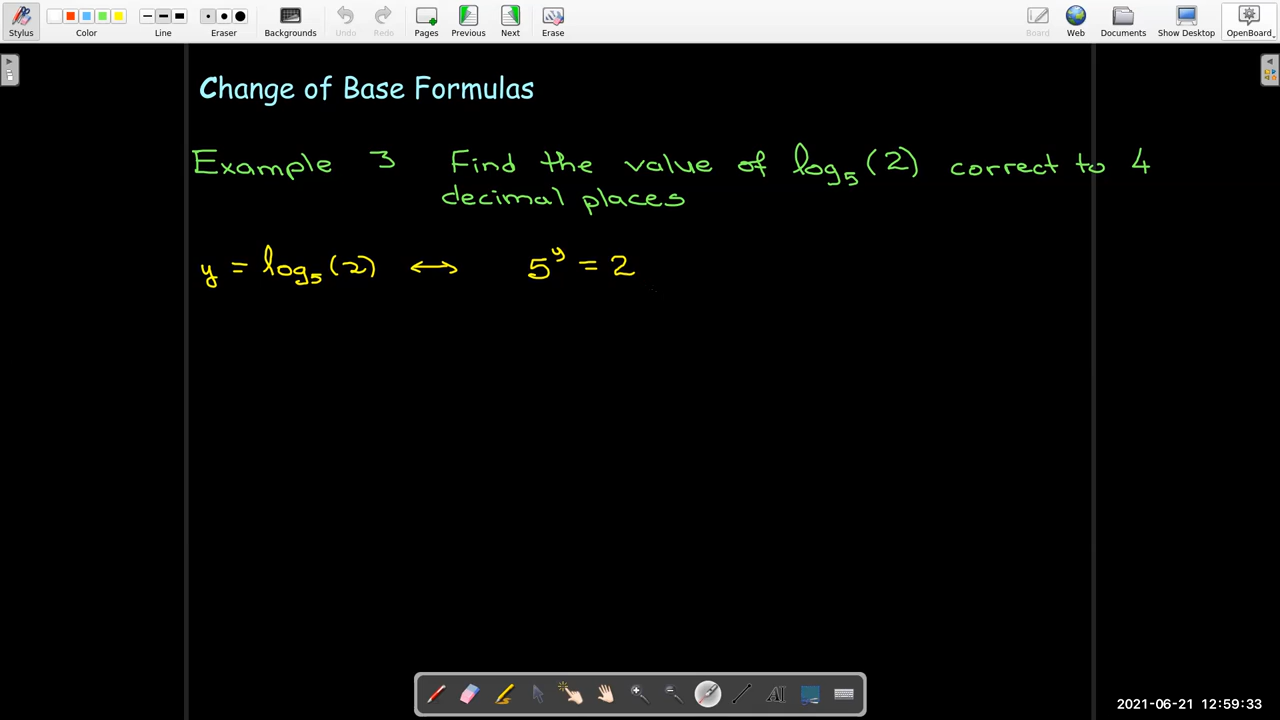 Stylus Color Line Eraser Backgrounds Undo Redo Pages Previous Next Erase Board Web Documents Show Desktop OpenBoard
Change of Base Formulas
Example 3 Find the value of log₅(2) correct to 4
decimal places
y = log₅(2) ↔ 5ʸ = 2
AI
2021-06-21 12:59:33